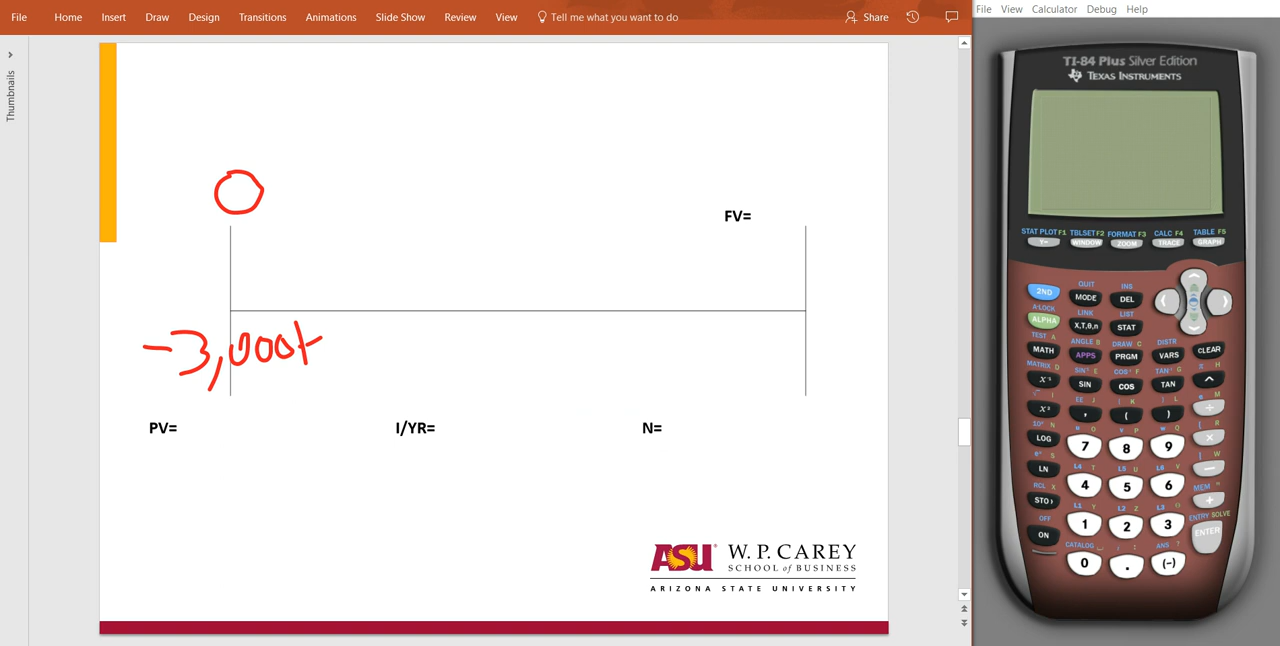 File Home Insert Draw Design Transitions Animations Slide Show Review View Tell me what you want to do Share
File View Calculator Debug Help
Thumbnails
FV=
-3,000
PV= I/YR= N=
ASU W. P. CAREY
SCHOOL of BUSINESS
ARIZONA STATE UNIVERSITY
TI-84 Plus Silver Edition
TEXAS INSTRUMENTS
STAT PLOT F1 TBLSET F2 FORMAT F3 CALC F4 TABLE F5
Y= WINDOW ZOOM TRACE GRAPH
QUIT INS
2ND MODE DEL
A-LOCK LINK LIST
ALPHA X,T,θ,n STAT
TEST A ANGLE B DRAW C DISTR
MATH APPS PRGM VARS CLEAR
MATRIX D SIN⁻¹ E COS⁻¹ F TAN⁻¹ G π H
X⁻¹ SIN COS TAN ^
√ I EE J { K } L e M
X² , ( ) ÷
10ˣ N u O v P w Q [ R
LOG 7 8 9 ×
eˣ S L4 T L5 U L6 V ] W
LN 4 5 6 −
RCL X L1 Y L2 Z L3 θ MEM "
STO 1 2 3 +
OFF CATALOG ⎵ i : ANS ? ENTRY SOLVE
ON 0 . (−) ENTER